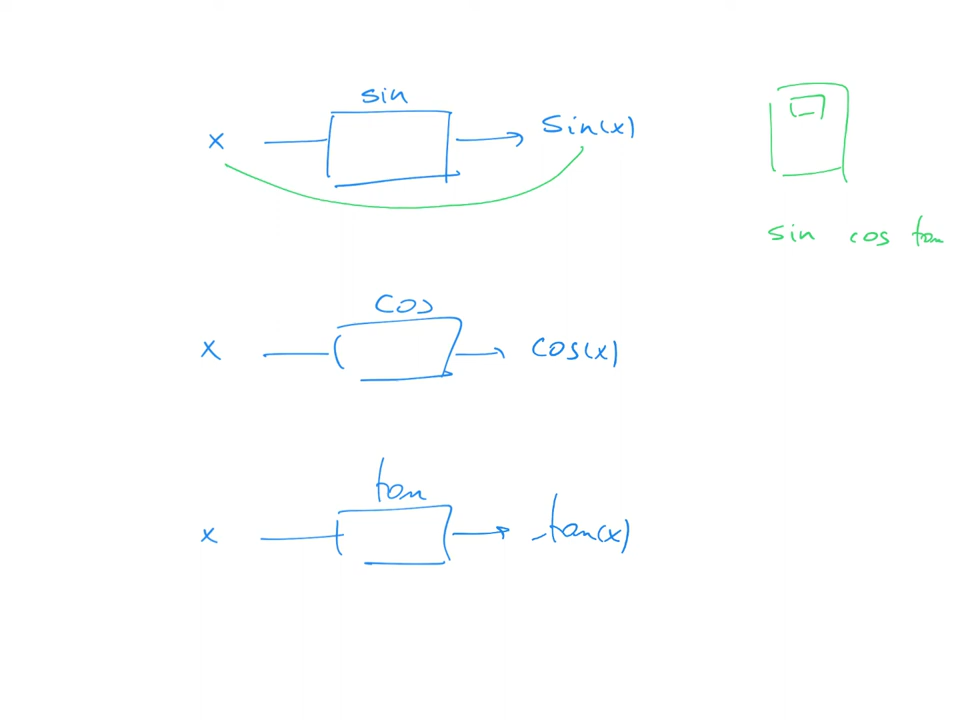 sin
x sin(x)
sin cos tan
cos
x cos(x)
tan
x tan(x)